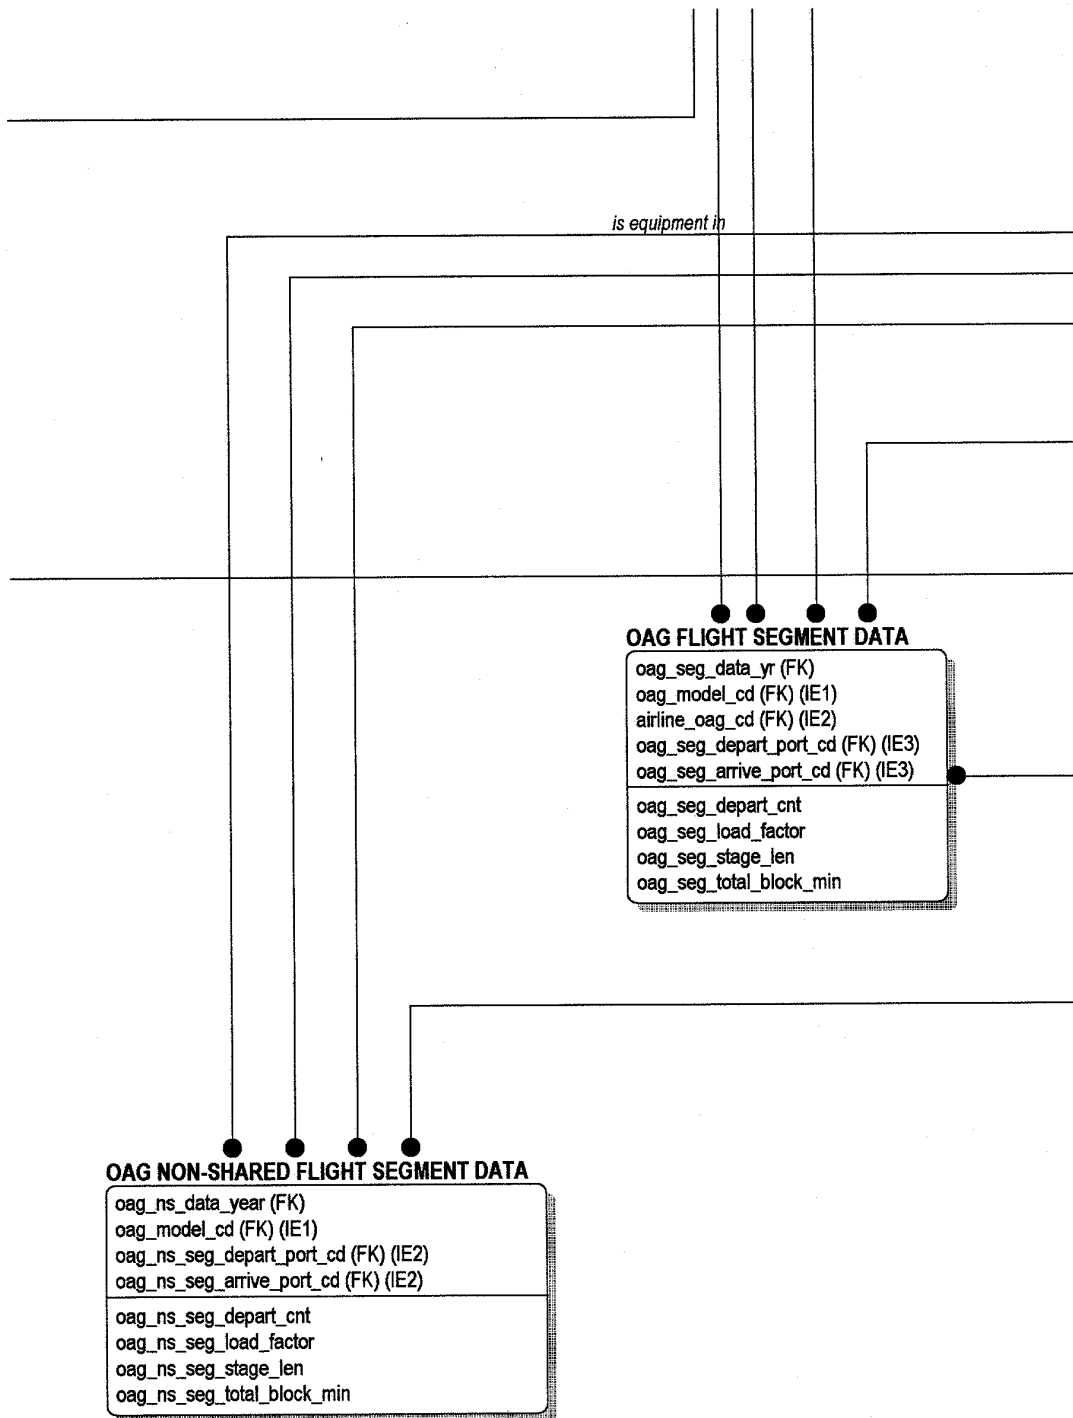 is equipment in
OAG FLIGHT SEGMENT DATA
oag_seg_data_yr (FK)
oag_model_cd (FK) (IE1)
airline_oag_cd (FK) (IE2)
oag_seg_depart_port_cd (FK) (IE3)
oag_seg_arrive_port_cd (FK) (IE3)
oag_seg_depart_cnt
oag_seg_load_factor
oag_seg_stage_len
oag_seg_total_block_min
OAG NON-SHARED FLIGHT SEGMENT DATA
oag_ns_data_year (FK)
oag_model_cd (FK) (IE1)
oag_ns_seg_depart_port_cd (FK) (IE2)
oag_ns_seg_arrive_port_cd (FK) (IE2)
oag_ns_seg_depart_cnt
oag_ns_seg_load_factor
oag_ns_seg_stage_len
oag_ns_seg_total_block_min